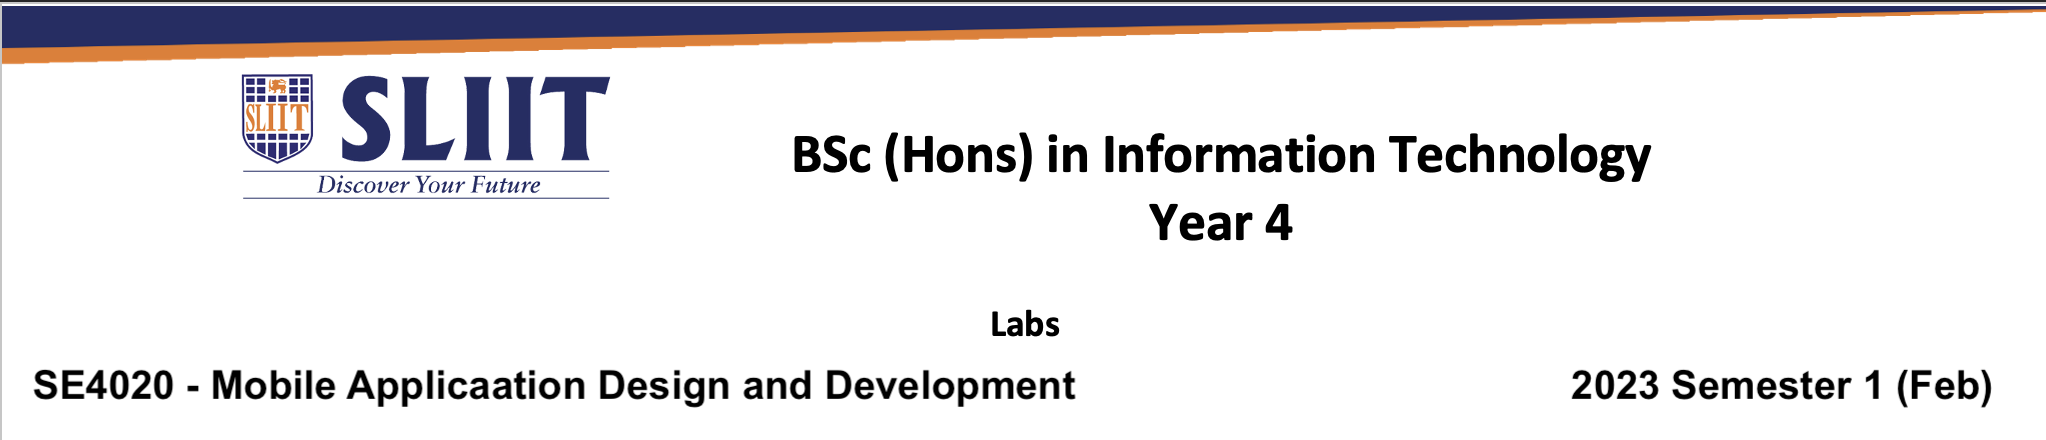 SLIIT
SLIIT
Discover Your Future
BSc (Hons) in Information Technology
Year 4
Labs
SE4020 - Mobile Applicaation Design and Development
2023 Semester 1 (Feb)